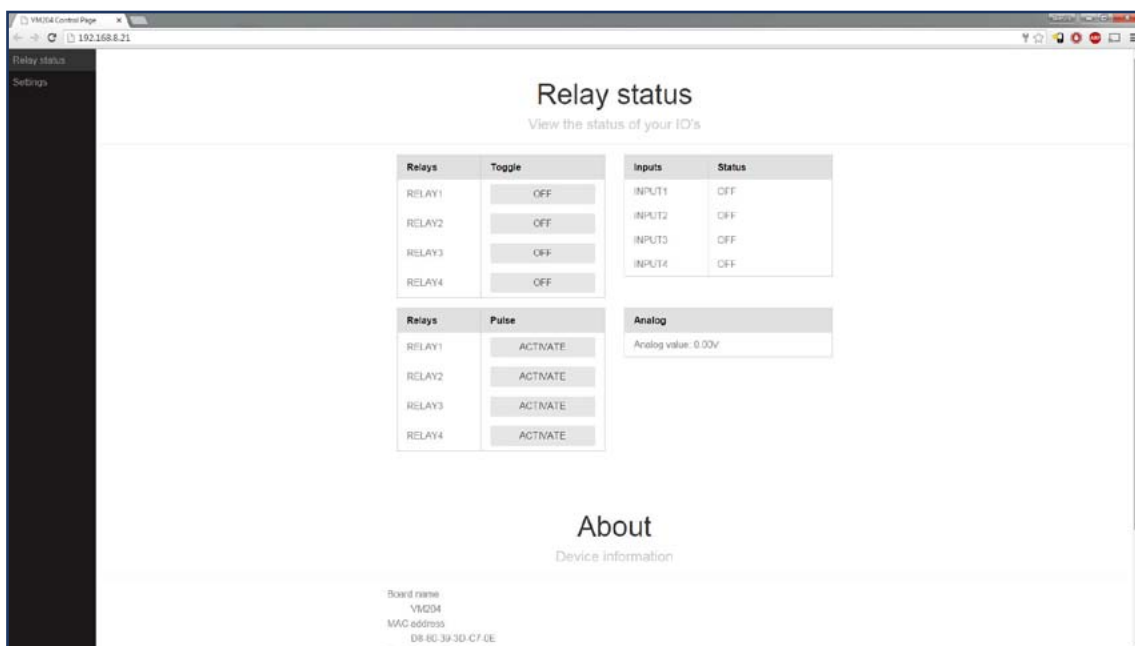 VM204 Control Page
192.168.8.21
Relay status
Settings
Relay status
View the status of your IO's
Relays Toggle
RELAY1 OFF
RELAY2 OFF
RELAY3 OFF
RELAY4 OFF
Inputs Status
INPUT1 OFF
INPUT2 OFF
INPUT3 OFF
INPUT4 OFF
Relays Pulse
RELAY1 ACTIVATE
RELAY2 ACTIVATE
RELAY3 ACTIVATE
RELAY4 ACTIVATE
Analog
Analog value: 0.00V
About
Device information
Board name
VM204
MAC address
D8-80-39-3D-C7-0E